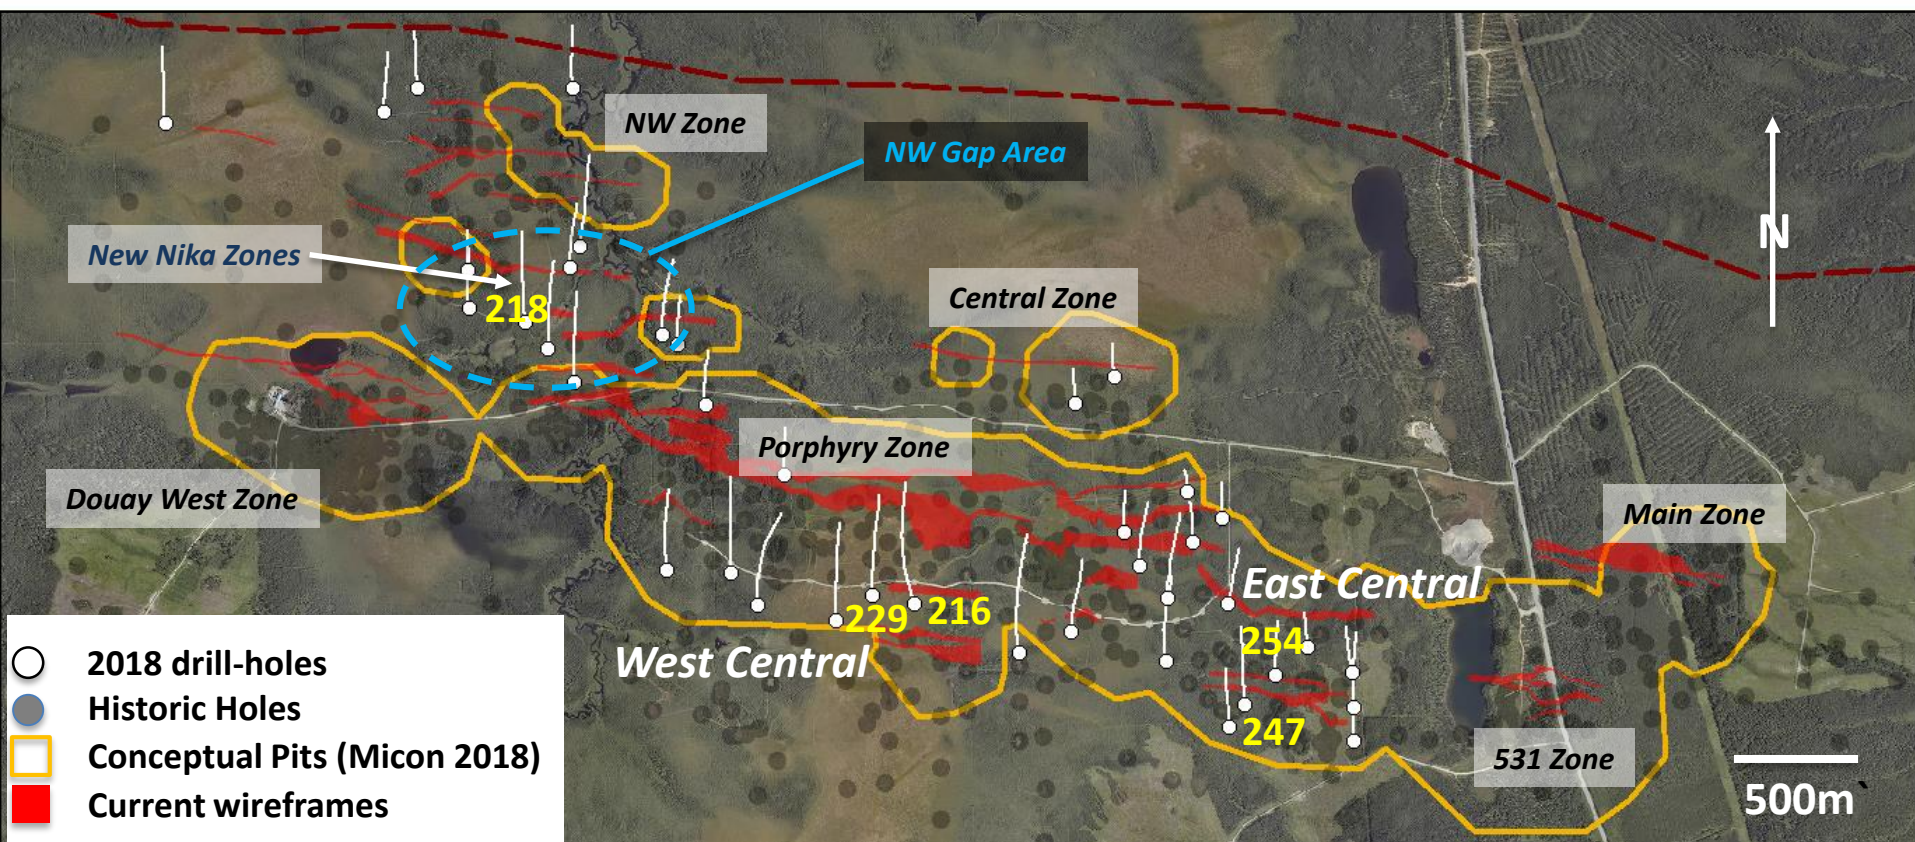 NW Zone
NW Gap Area
N
New Nika Zones
218
Central Zone
Porphyry Zone
Douay West Zone
Main Zone
East Central
229
216
254
West Central
247
531 Zone
2018 drill-holes
Historic Holes
Conceptual Pits (Micon 2018)
Current wireframes
500m`